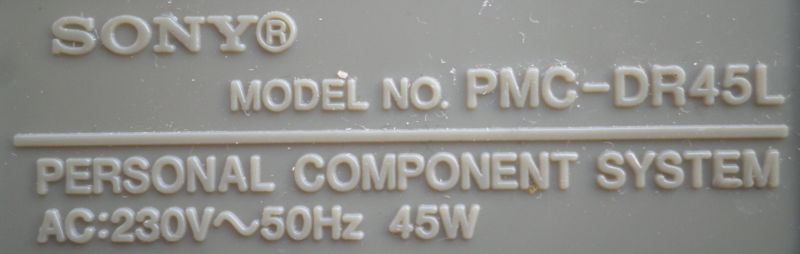 SONY®
MODEL NO. PMC-DR45L
PERSONAL COMPONENT SYSTEM
AC:230V～50Hz 45W